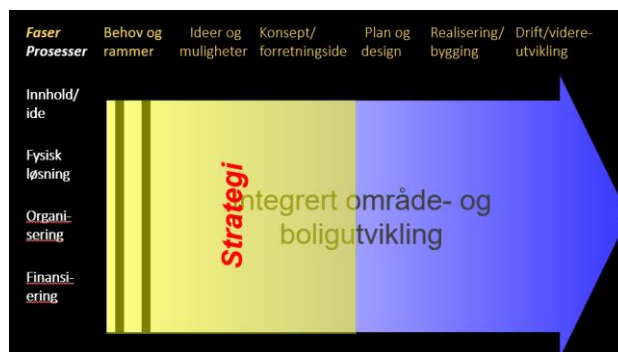 Faser
Prosesser
Behov og
rammer
Ideer og
muligheter
Konsept/
forretningside
Plan og
design
Realisering/
bygging
Drift/videre-
utvikling
Innhold/
ide
Fysisk
løsning
Organi-
sering
Finansi-
ering
Strategi
Integrert område- og
boligutvikling